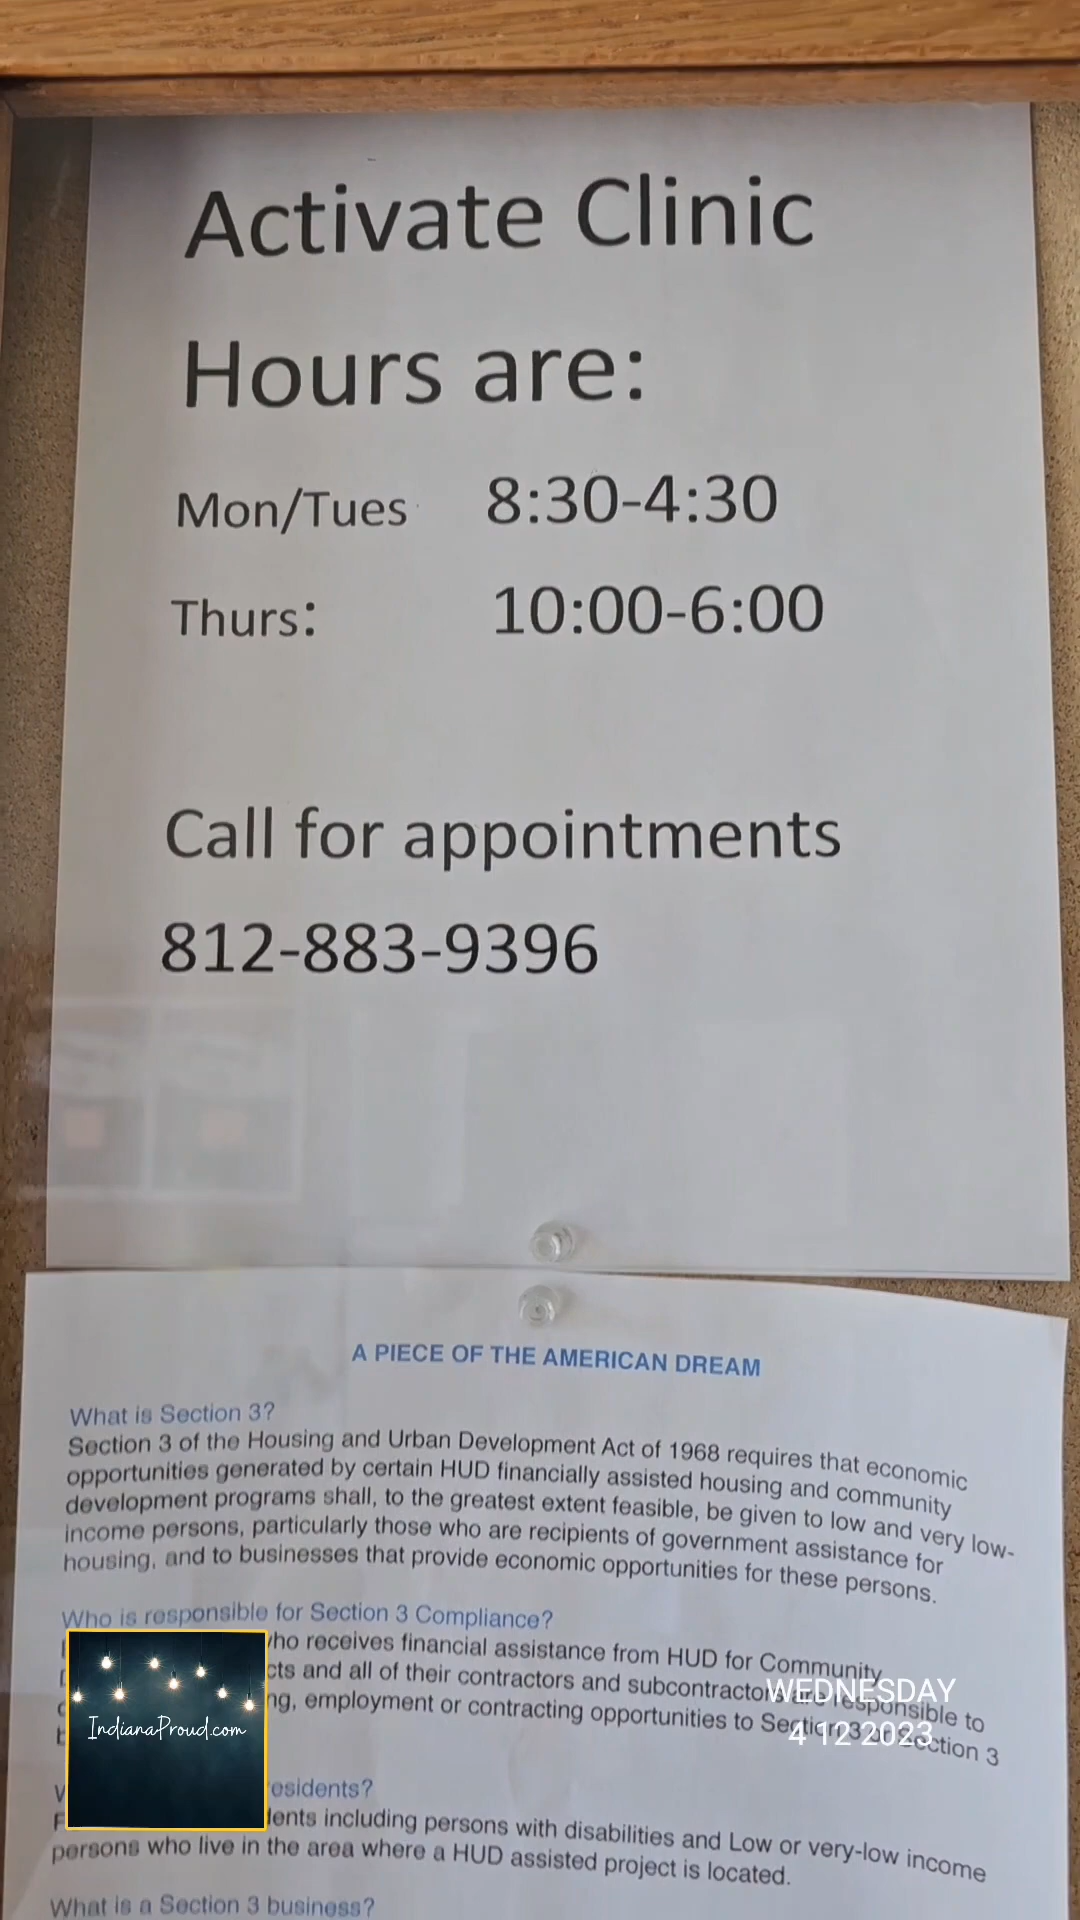 Activate Clinic
Hours are:
Mon/Tues 8:30-4:30
Thurs: 10:00-6:00
Call for appointments
812-883-9396
A PIECE OF THE AMERICAN DREAM
What is Section 3?
Section 3 of the Housing and Urban Development Act of 1968 requires that economic
opportunities generated by certain HUD financially assisted housing and community
development programs shall, to the greatest extent feasible, be given to low and very low-
income persons, particularly those who are recipients of government assistance for
housing, and to businesses that provide economic opportunities for these persons.
Who is responsible for Section 3 Compliance?
who receives financial assistance from HUD for Community
and all of their contractors and subcontractors are responsible to
employment or contracting opportunities to Section 3 or Section 3
including persons with disabilities and Low or very-low income
persons who live in the area where a HUD assisted project is located.
What is a Section 3 business?
IndianaProud.com
WEDNESDAY
4 12 2023